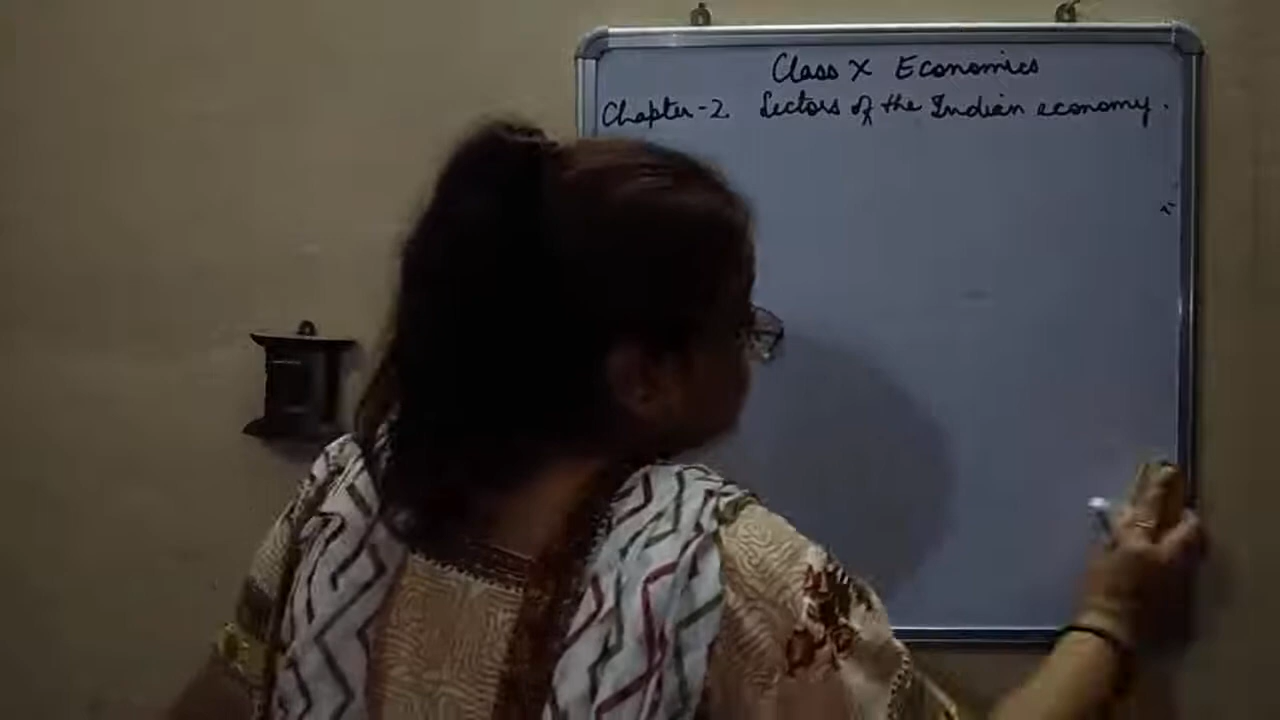 Class X Economics
Chapter-2 Sectors of the Indian economy.